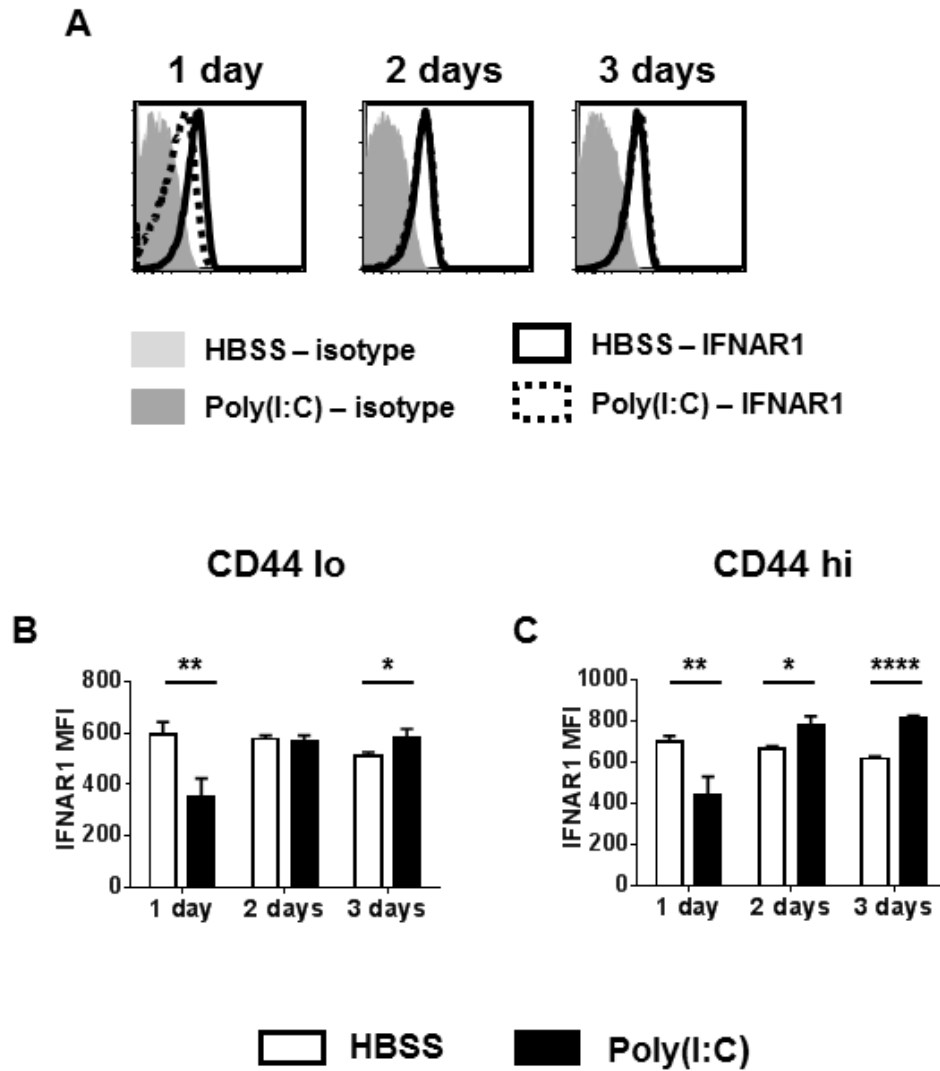 A
1 day 2 days 3 days
HBSS – isotype HBSS – IFNAR1
Poly(I:C) – isotype Poly(I:C) – IFNAR1
CD44 lo CD44 hi
B
** *
IFNAR1 MFI
800
600
400
200
0
1 day 2 days 3 days
C
** * ****
IFNAR1 MFI
1000
800
600
400
200
0
1 day 2 days 3 days
HBSS Poly(I:C)